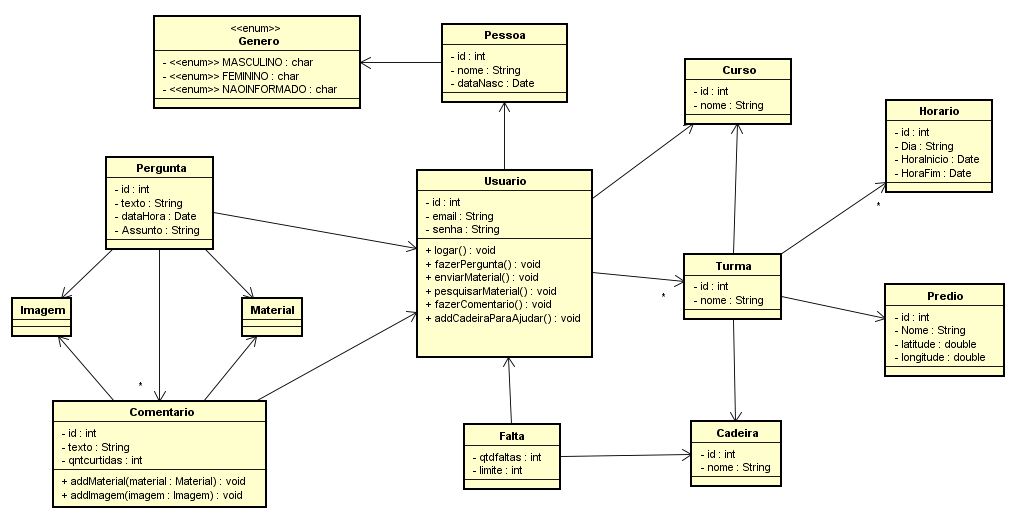 <<enum>>
Genero
- <<enum>> MASCULINO : char
- <<enum>> FEMININO : char
- <<enum>> NAOINFORMADO : char
Pessoa
- id : int
- nome : String
- dataNasc : Date
Curso
- id : int
- nome : String
Horario
- id : int
- Dia : String
- HoraInicio : Date
- HoraFim : Date
*
Pergunta
- id : int
- texto : String
- dataHora : Date
- Assunto : String
Usuario
- id : int
- email : String
- senha : String
+ logar() : void
+ fazerPergunta() : void
+ enviarMaterial() : void
+ pesquisarMaterial() : void
+ fazerComentario() : void
+ addCadeiraParaAjudar() : void
*
Turma
- id : int
- nome : String
Predio
- id : int
- Nome : String
- latitude : double
- longitude : double
Imagem
Material
*
Comentario
- id : int
- texto : String
- qntcurtidas : int
+ addMaterial(material : Material) : void
+ addImagem(imagem : Imagem) : void
Falta
- qtdfaltas : int
- limite : int
Cadeira
- id : int
- nome : String